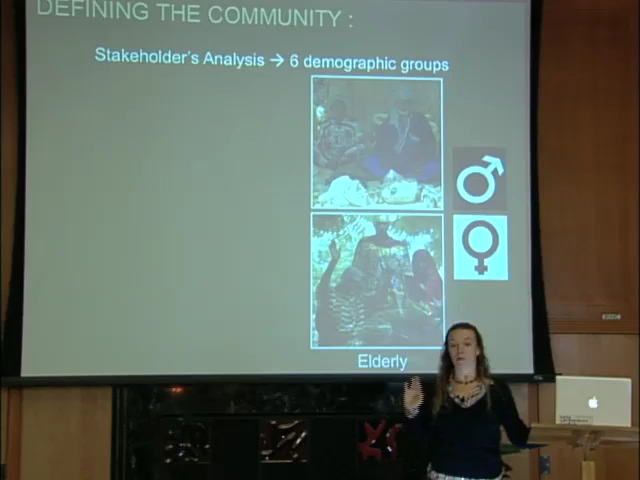 DEFINING THE COMMUNITY :
Stakeholder's Analysis → 6 demographic groups
Elderly